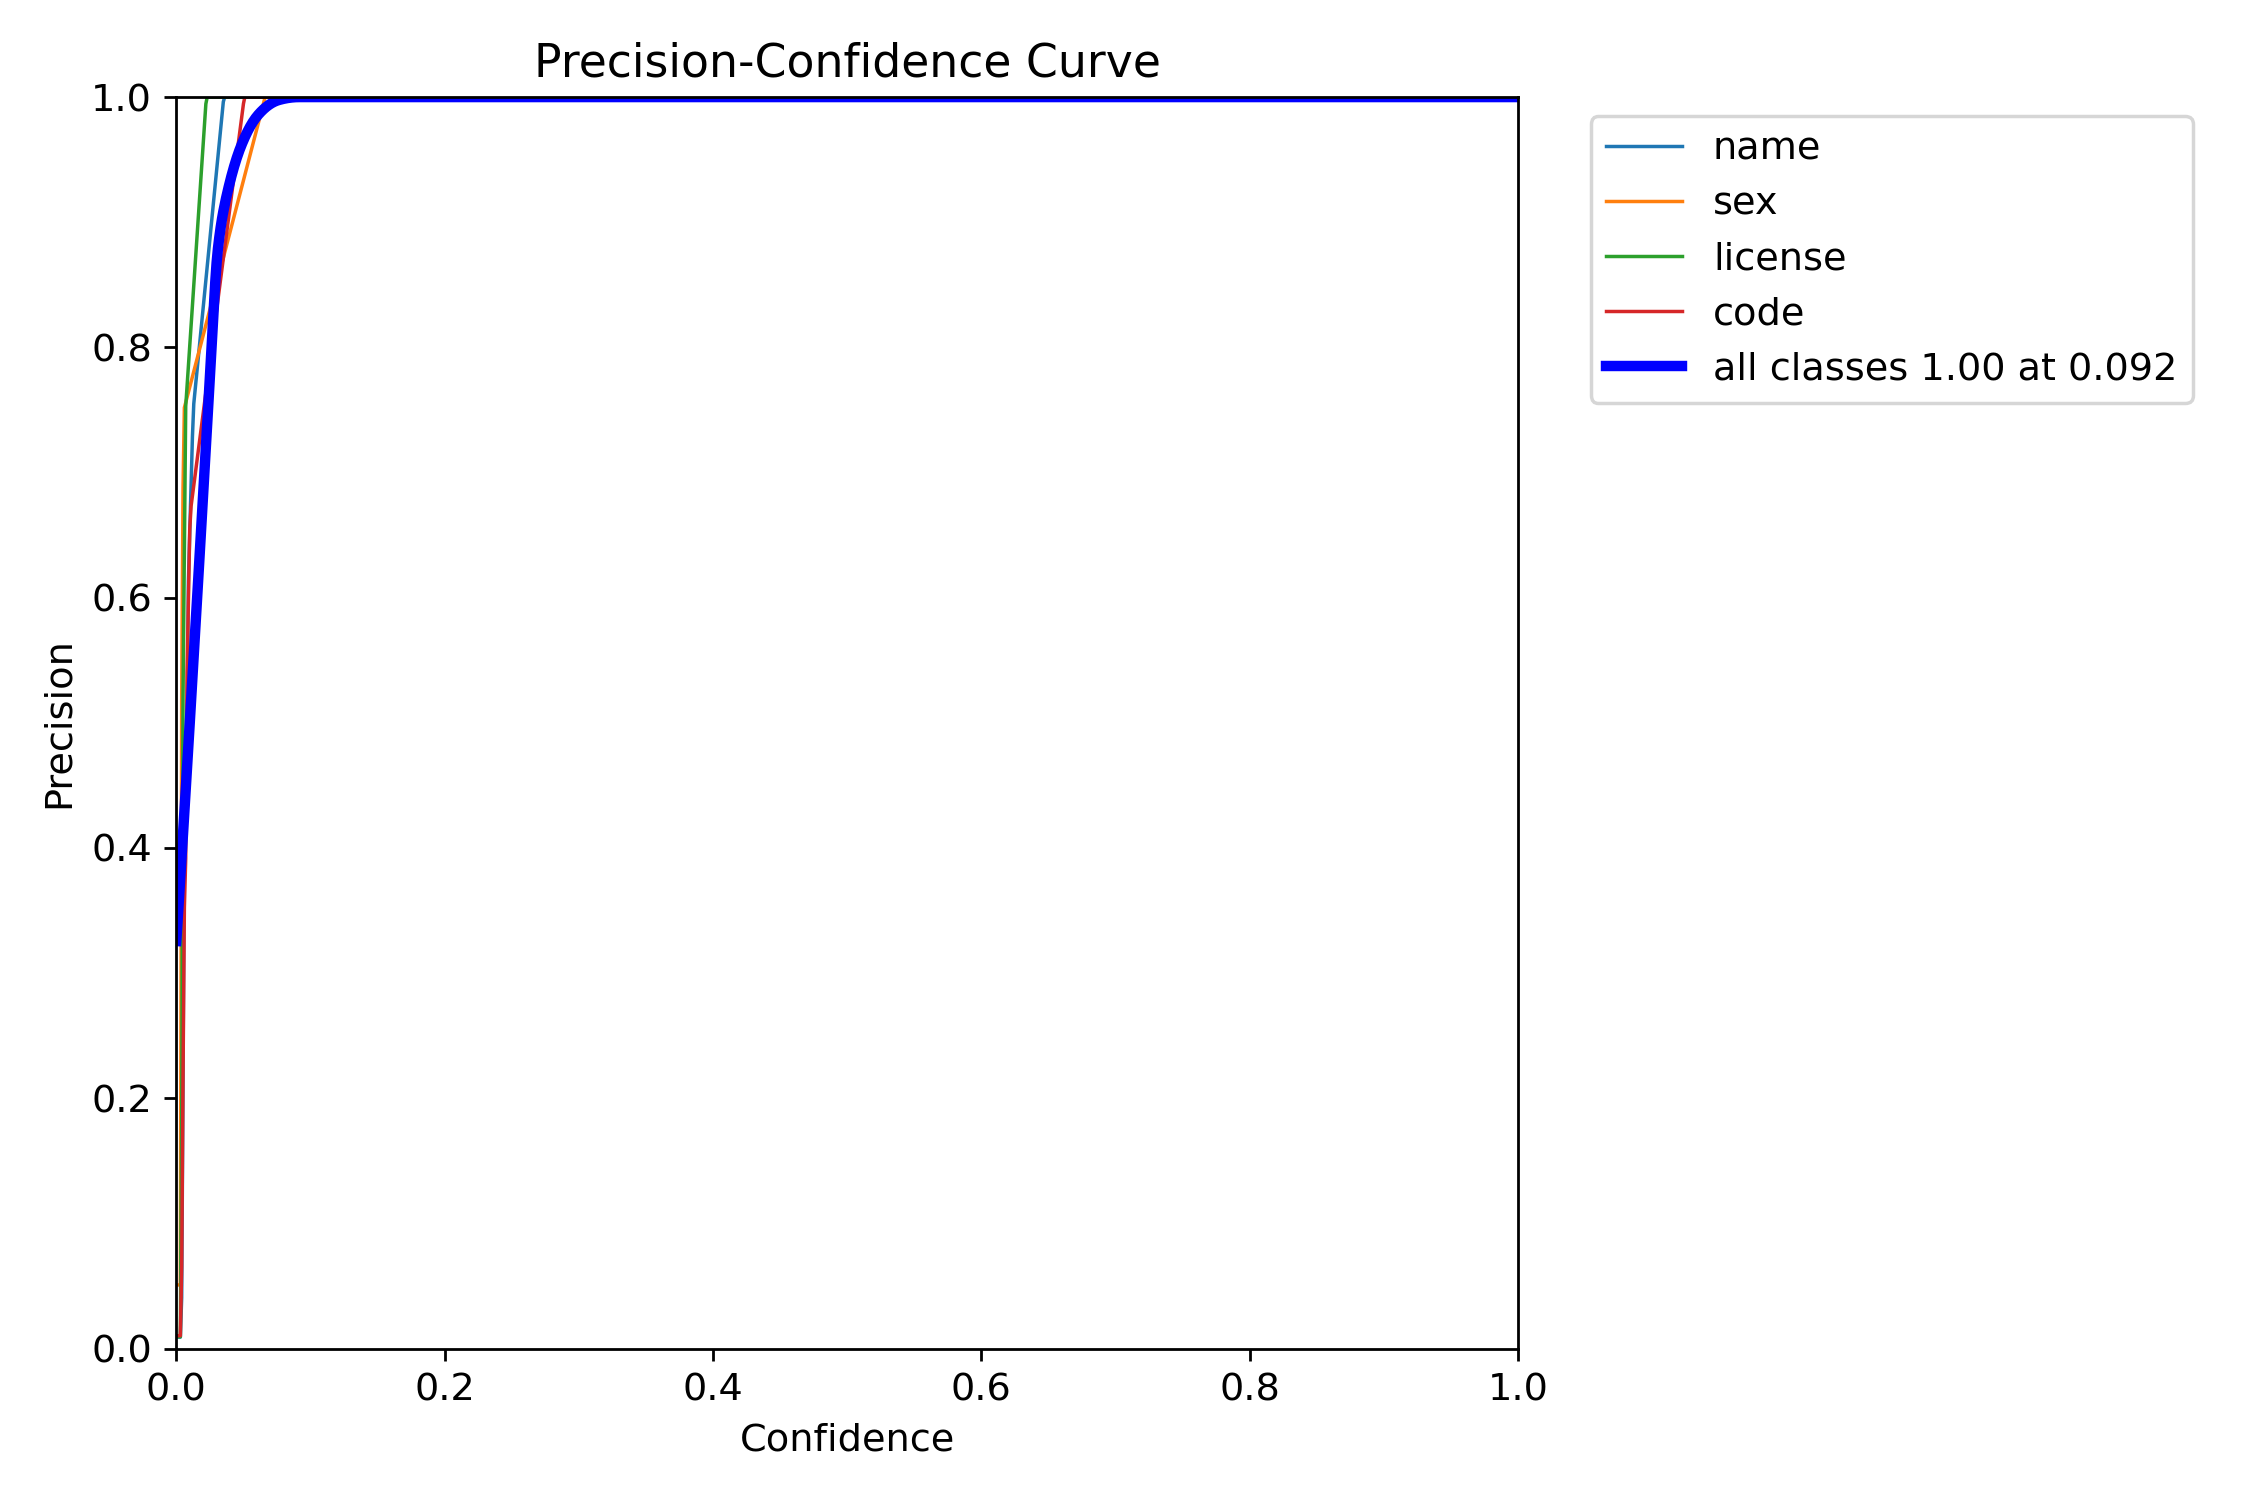 Precision-Confidence Curve
1.0
0.8
0.6
0.4
0.2
0.0
Precision
0.0 0.2 0.4 0.6 0.8 1.0
Confidence
name
sex
license
code
all classes 1.00 at 0.092